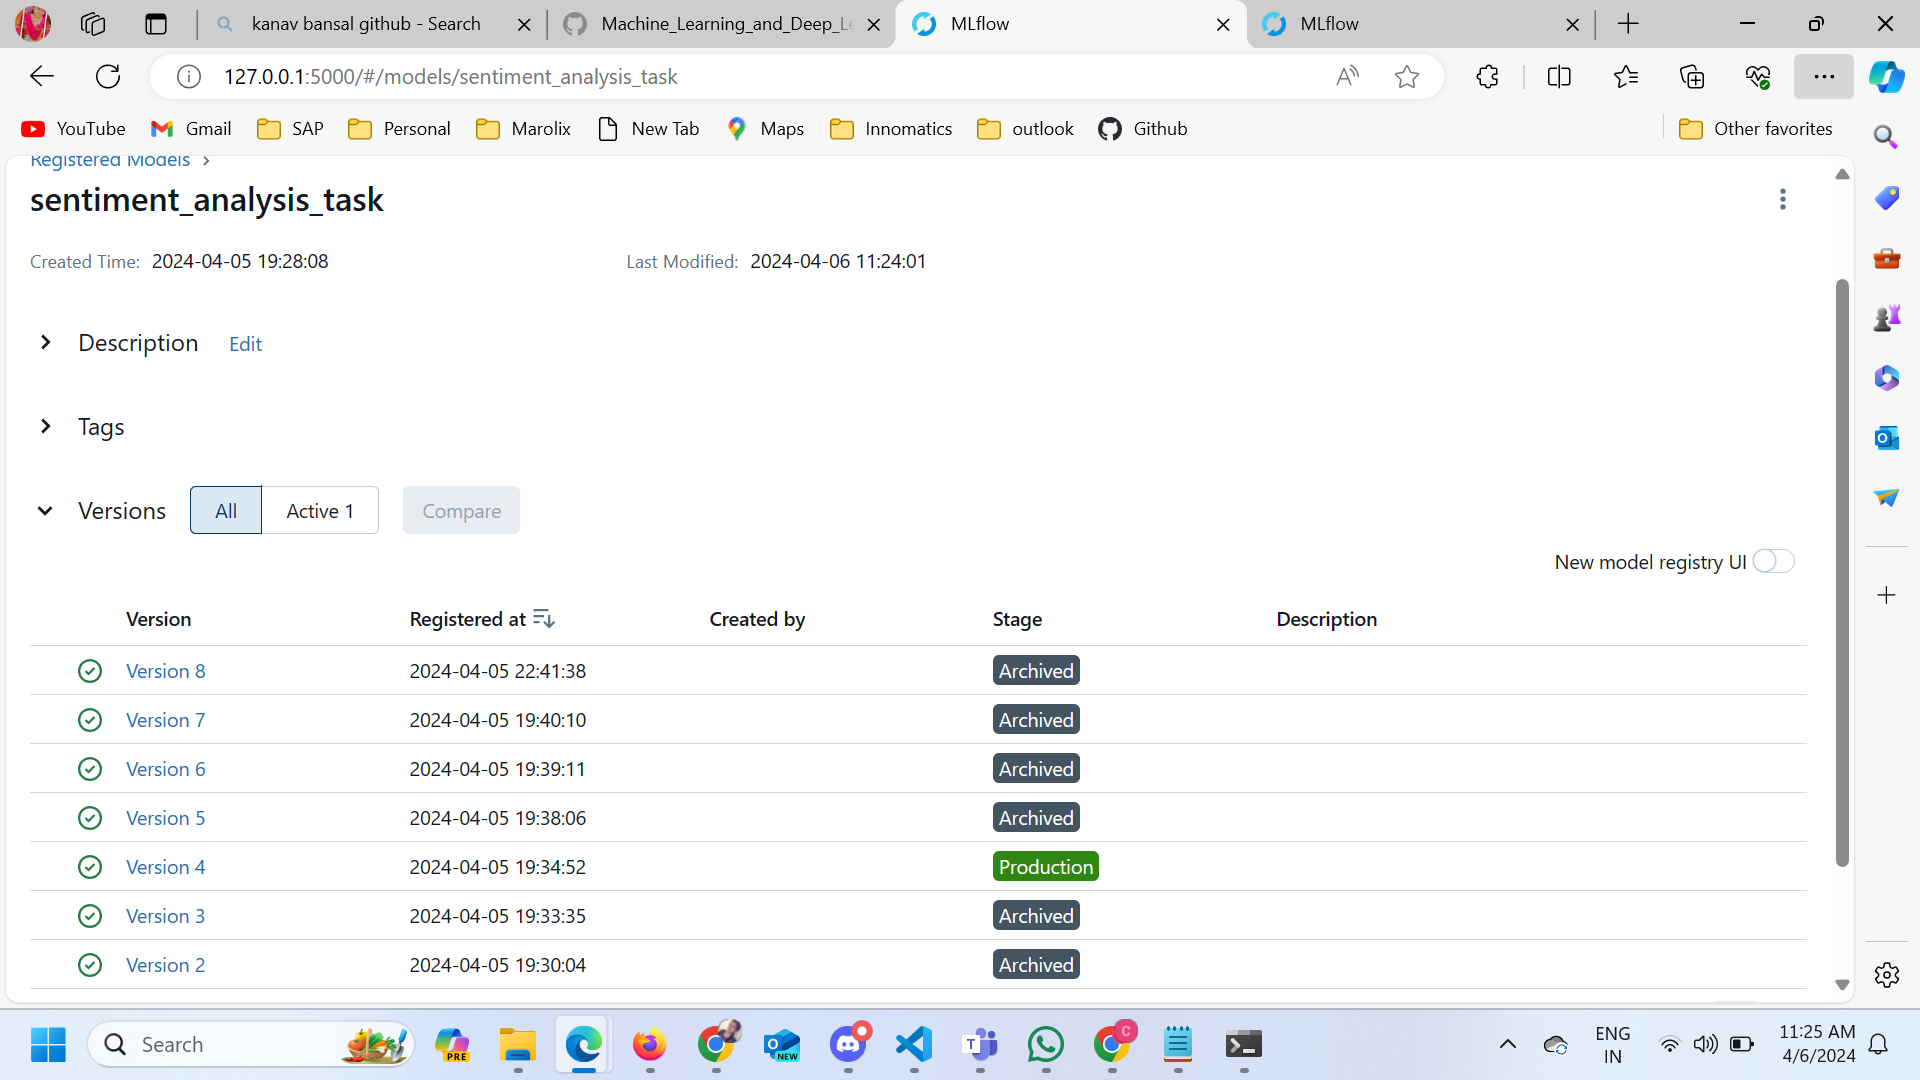 kanav bansal github - Search
Machine_Learning_and_Deep_Le
MLflow
MLflow
127.0.0.1:5000/#/models/sentiment_analysis_task
YouTube
Gmail
SAP
Personal
Marolix
New Tab
Maps
Innomatics
outlook
Github
Other favorites
Registered Models
sentiment_analysis_task
Created Time: 2024-04-05 19:28:08
Last Modified: 2024-04-06 11:24:01
Description Edit
Tags
Versions All Active 1 Compare
New model registry UI
Version Registered at Created by Stage Description
Version 8 2024-04-05 22:41:38 Archived
Version 7 2024-04-05 19:40:10 Archived
Version 6 2024-04-05 19:39:11 Archived
Version 5 2024-04-05 19:38:06 Archived
Version 4 2024-04-05 19:34:52 Production
Version 3 2024-04-05 19:33:35 Archived
Version 2 2024-04-05 19:30:04 Archived
Search
PRE
NEW
C
ENG
IN
11:25 AM
4/6/2024